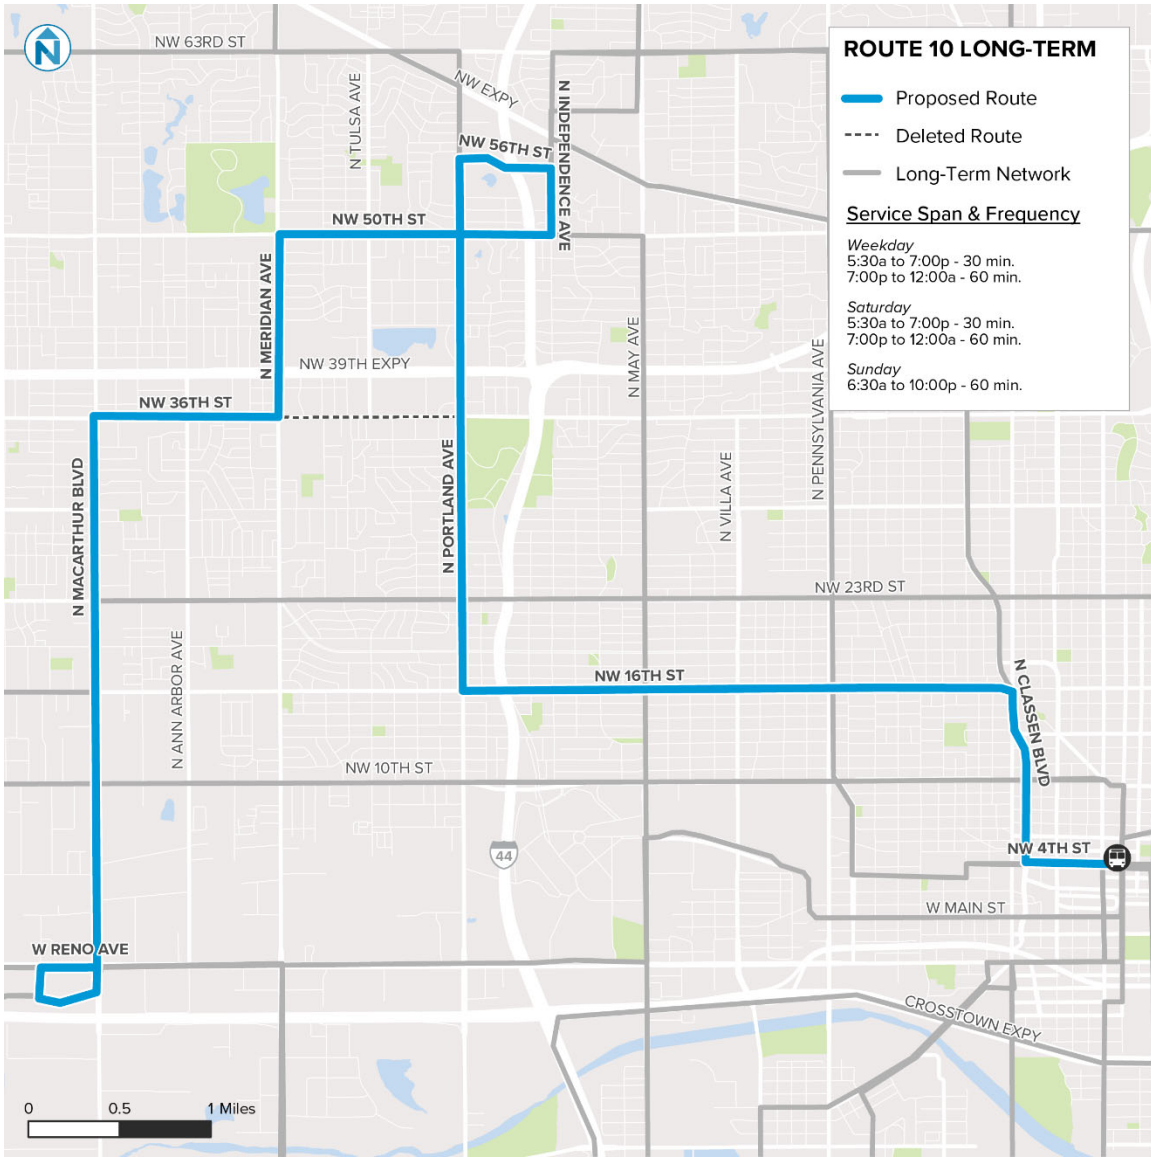 N
NW 63RD ST
NW EXPY
N TULSA AVE
N INDEPENDENCE AVE
NW 56TH ST
NW 50TH ST
N MERIDIAN AVE
NW 39TH EXPY
N MAY AVE
N PENNSYLVANIA AVE
NW 36TH ST
N MACARTHUR BLVD
N PORTLAND AVE
N VILLA AVE
NW 23RD ST
N ANN ARBOR AVE
NW 16TH ST
N CLASSEN BLVD
NW 10TH ST
44
NW 4TH ST
W MAIN ST
W RENO AVE
CROSSTOWN EXPY
0 0.5 1 Miles
ROUTE 10 LONG-TERM
Proposed Route
Deleted Route
Long-Term Network
Service Span & Frequency
Weekday
5:30a to 7:00p - 30 min.
7:00p to 12:00a - 60 min.
Saturday
5:30a to 7:00p - 30 min.
7:00p to 12:00a - 60 min.
Sunday
6:30a to 10:00p - 60 min.